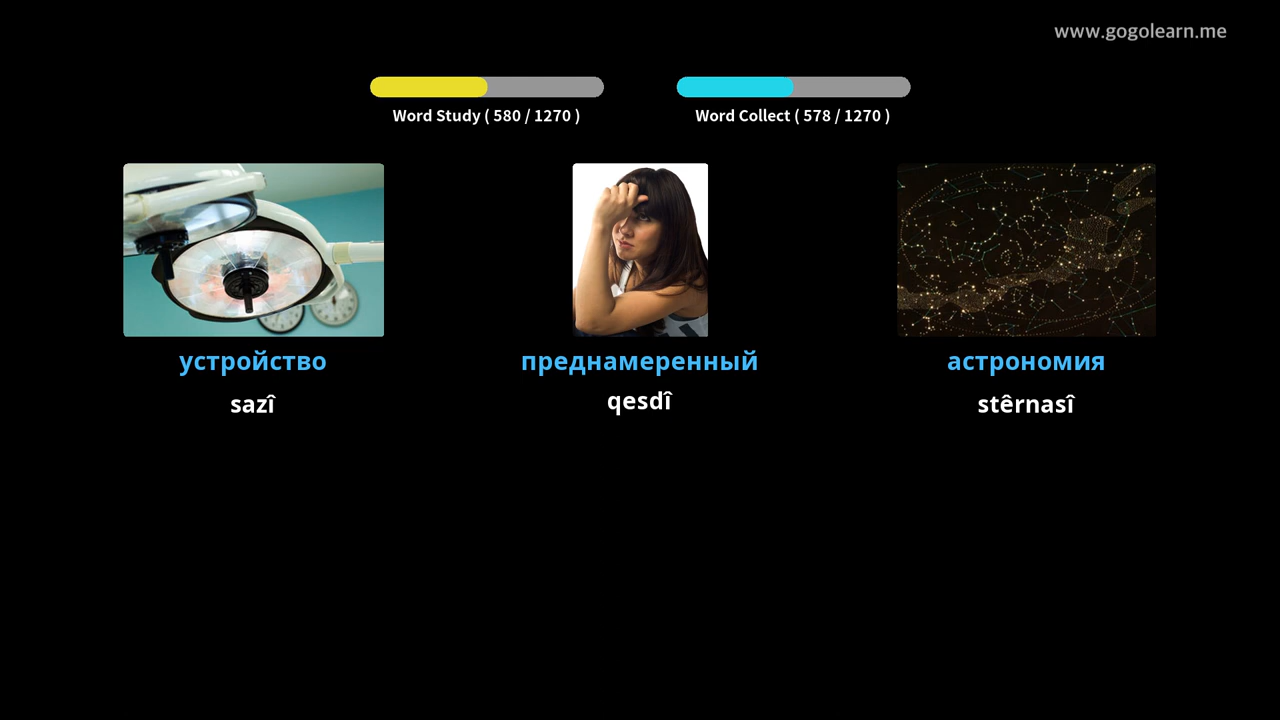 www.gogolearn.me
Word Study ( 580 / 1270 )
Word Collect ( 578 / 1270 )
устройство
преднамеренный
астрономия
sazî
qesdî
stêrnasî